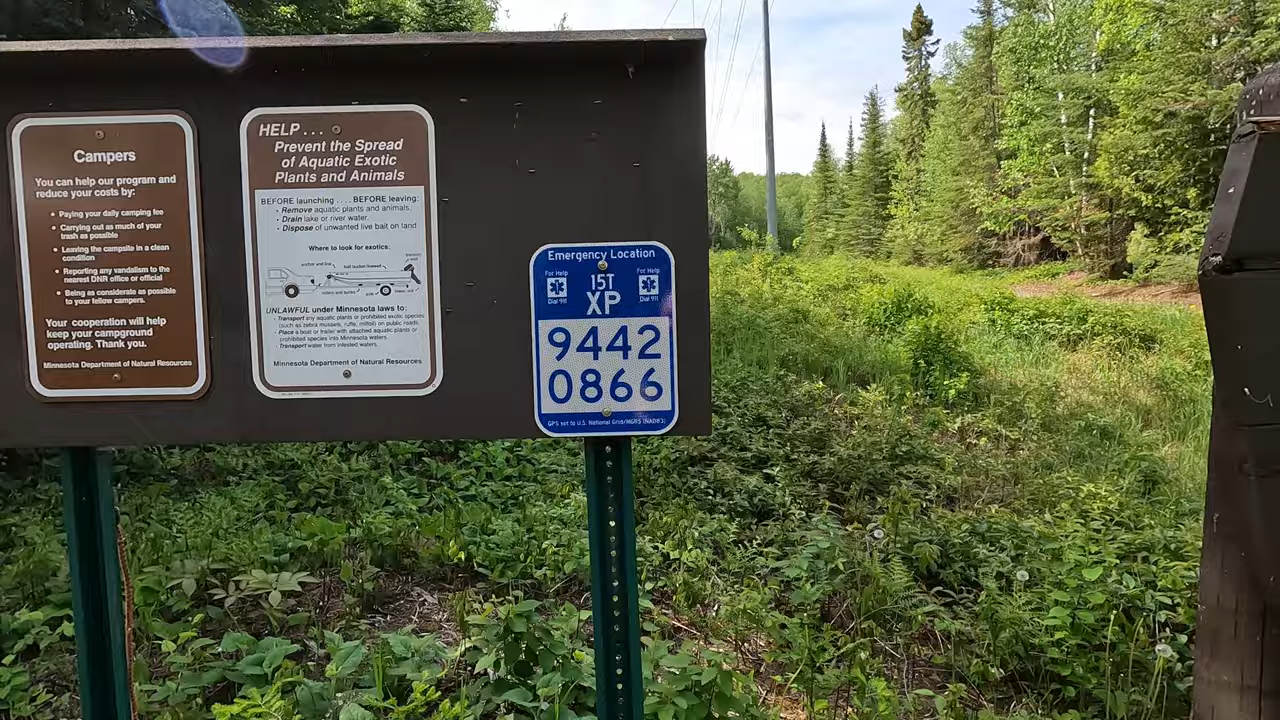 Campers
You can help our program and
reduce your costs by:
• Paying your daily camping fee
• Carrying out as much of your
trash as possible
• Leaving the campsite in a clean
condition
• Reporting any vandalism to the
nearest DNR office or official
• Being as considerate as possible
to your fellow campers.
Your cooperation will help
keep your campground
operating. Thank you.
Minnesota Department of Natural Resources
HELP . . .
Prevent the Spread
of Aquatic Exotic
Plants and Animals
BEFORE launching . . . . BEFORE leaving:
• Remove aquatic plants and animals,
• Drain lake or river water.
• Dispose of unwanted live bait on land
Where to look for exotics:
anchor and line
UNLAWFUL under Minnesota laws to:
• Transport any aquatic plants or prohibited exotic species
(such as zebra mussels, ruffe, milfoil) on public roads.
• Place a boat or trailer with attached aquatic plants or
prohibited species into Minnesota waters.
• Transport water from infested waters.
Minnesota Department of Natural Resources
Emergency Location
For Help
Dial 911
15T
XP
For Help
Dial 911
9442
0866
GPS set to U.S. National Grid/MGRS (NAD83)